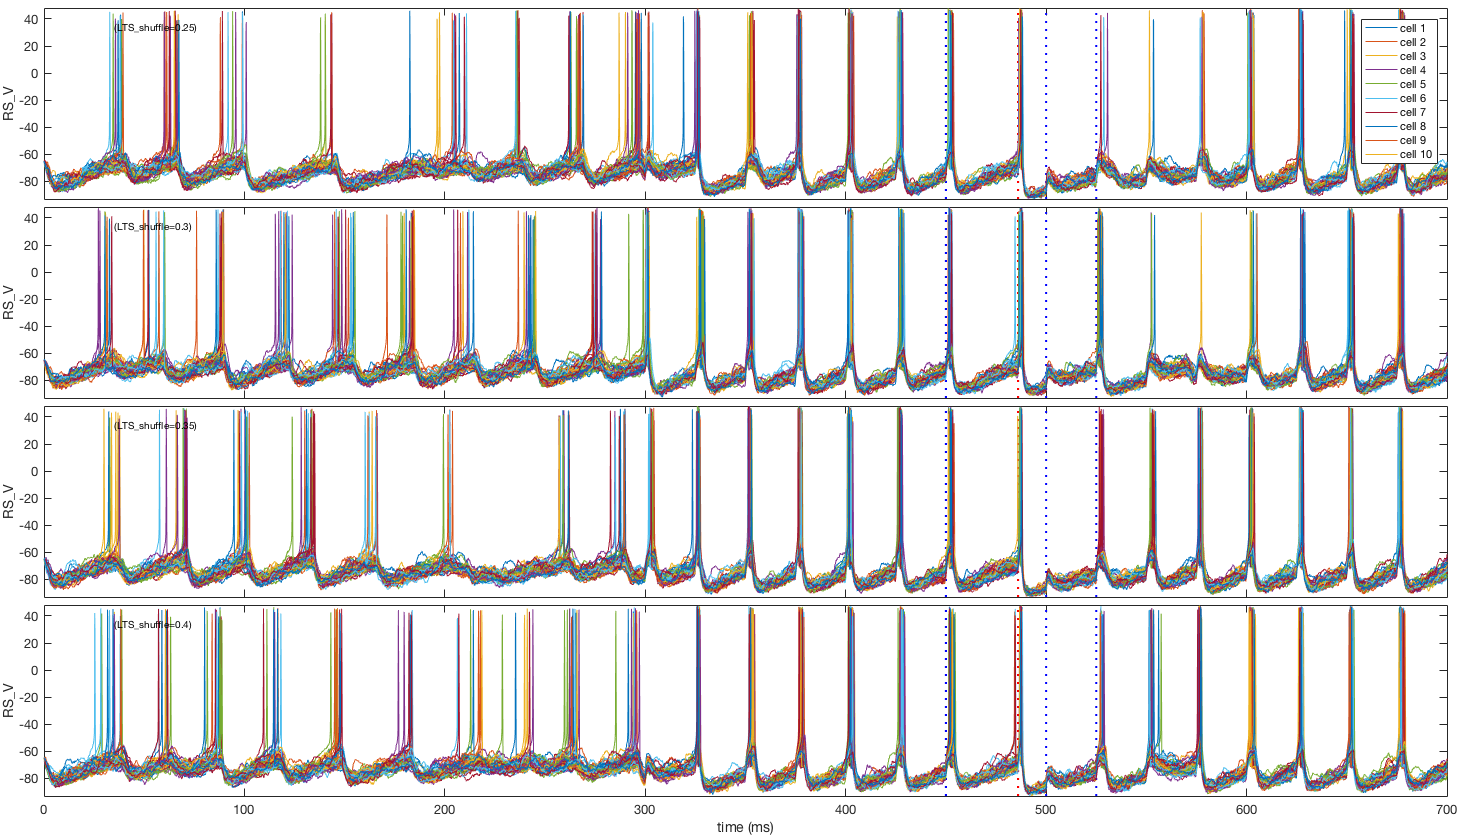 40
20
0
-20
-40
-60
-80
RS_V
(LTS_shuffle=0.25)
cell 1
cell 2
cell 3
cell 4
cell 5
cell 6
cell 7
cell 8
cell 9
cell 10
40
20
0
-20
-40
-60
-80
RS_V
(LTS_shuffle=0.3)
40
20
0
-20
-40
-60
-80
RS_V
(LTS_shuffle=0.35)
40
20
0
-20
-40
-60
-80
RS_V
(LTS_shuffle=0.4)
0 100 200 300 400 500 600 700
time (ms)